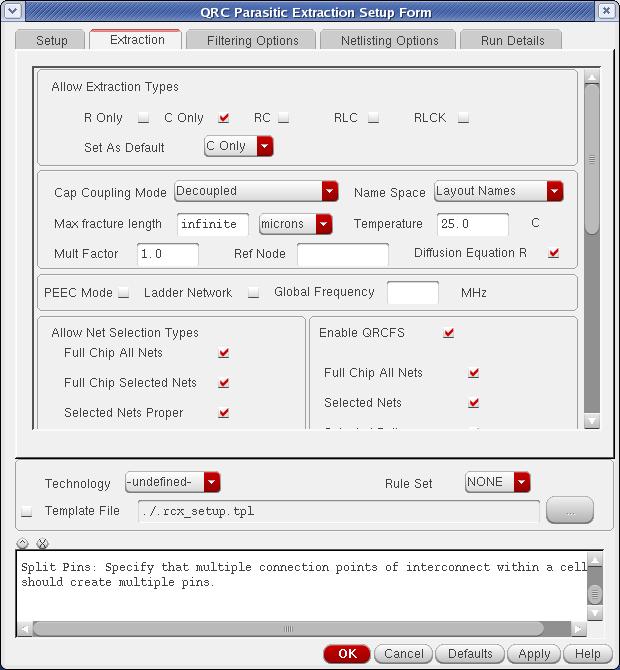 QRC Parasitic Extraction Setup Form
Setup Extraction Filtering Options Netlisting Options Run Details
Allow Extraction Types
R Only C Only RC RLC RLCK
Set As Default C Only
Cap Coupling Mode Decoupled Name Space Layout Names
Max fracture length infinite microns Temperature 25.0 C
Mult Factor 1.0 Ref Node Diffusion Equation R
PEEC Mode Ladder Network Global Frequency MHz
Allow Net Selection Types Enable QRCFS
Full Chip All Nets
Full Chip All Nets
Full Chip Selected Nets
Selected Nets
Selected Nets Proper
Technology -undefined- Rule Set NONE
Template File ./.rcx_setup.tpl ...
Split Pins: Specify that multiple connection points of interconnect within a cell
should create multiple pins.
OK Cancel Defaults Apply Help